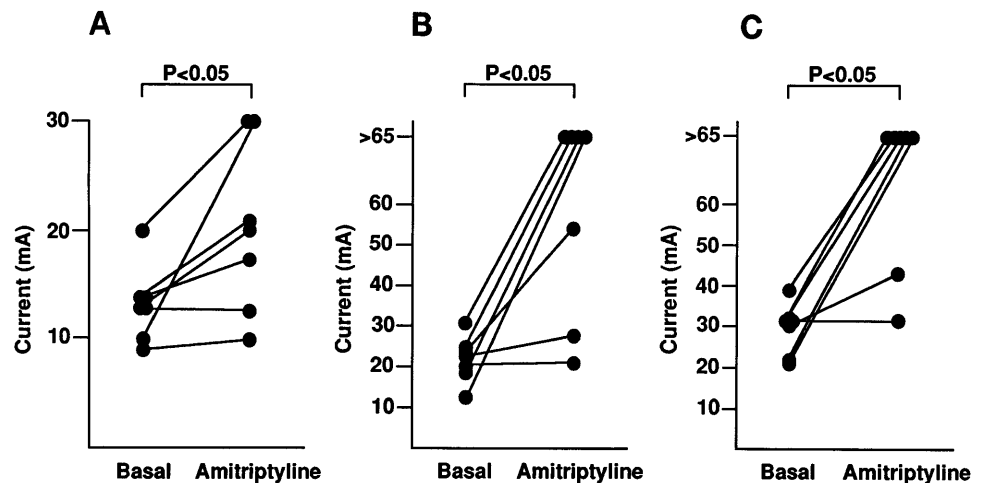 A
P<0.05
30
20
10
Current (mA)
Basal Amitriptyline
B
P<0.05
>65
60
50
40
30
20
10
Current (mA)
Basal Amitriptyline
C
P<0.05
>65
60
50
40
30
20
10
Current (mA)
Basal Amitriptyline